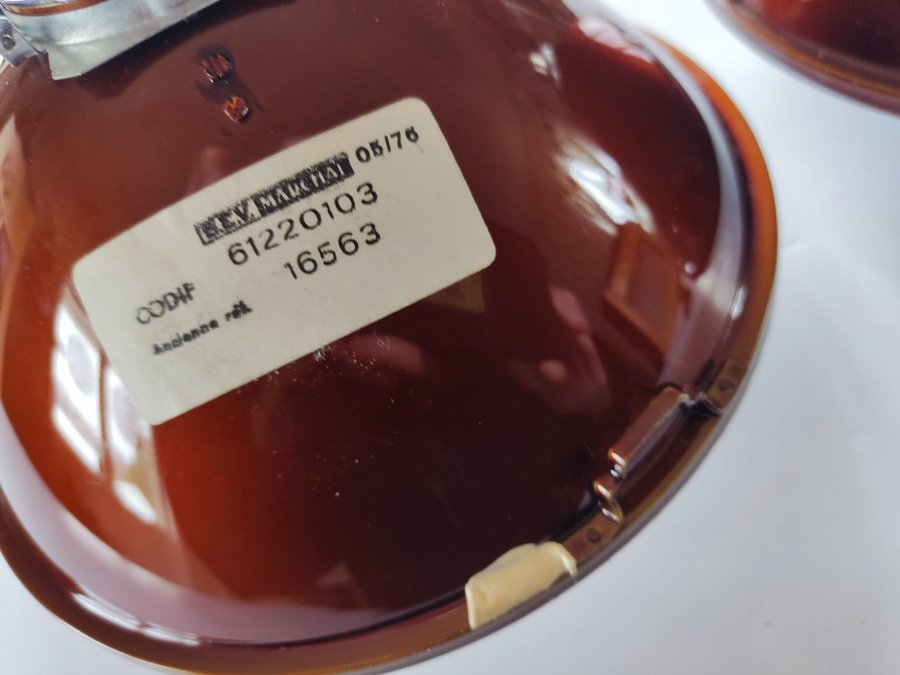 S.E.V. MARCHAL 05/76
61220103
CODIF 16563
Ancienne réf.